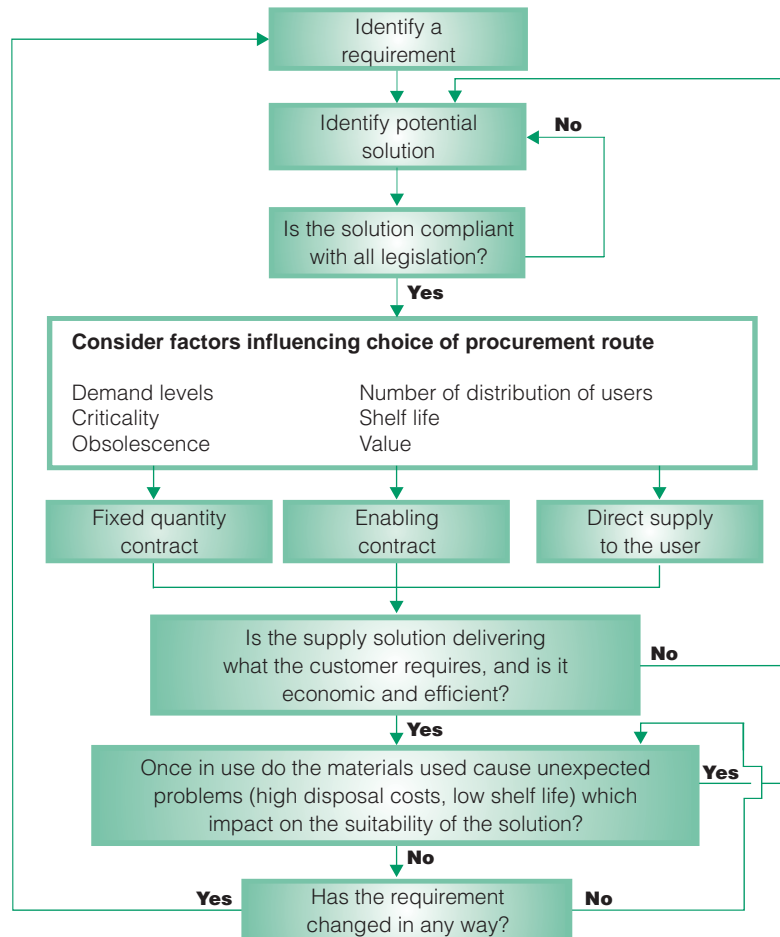 Identify a
requirement
Identify potential
solution
No
Is the solution compliant
with all legislation?
Yes
Consider factors influencing choice of procurement route
Demand levels
Criticality
Obsolescence
Number of distribution of users
Shelf life
Value
Fixed quantity
contract
Enabling
contract
Direct supply
to the user
Is the supply solution delivering
what the customer requires, and is it
economic and efficient?
No
Yes
Once in use do the materials used cause unexpected
problems (high disposal costs, low shelf life) which
impact on the suitability of the solution?
Yes
No
Yes
Has the requirement
changed in any way?
No